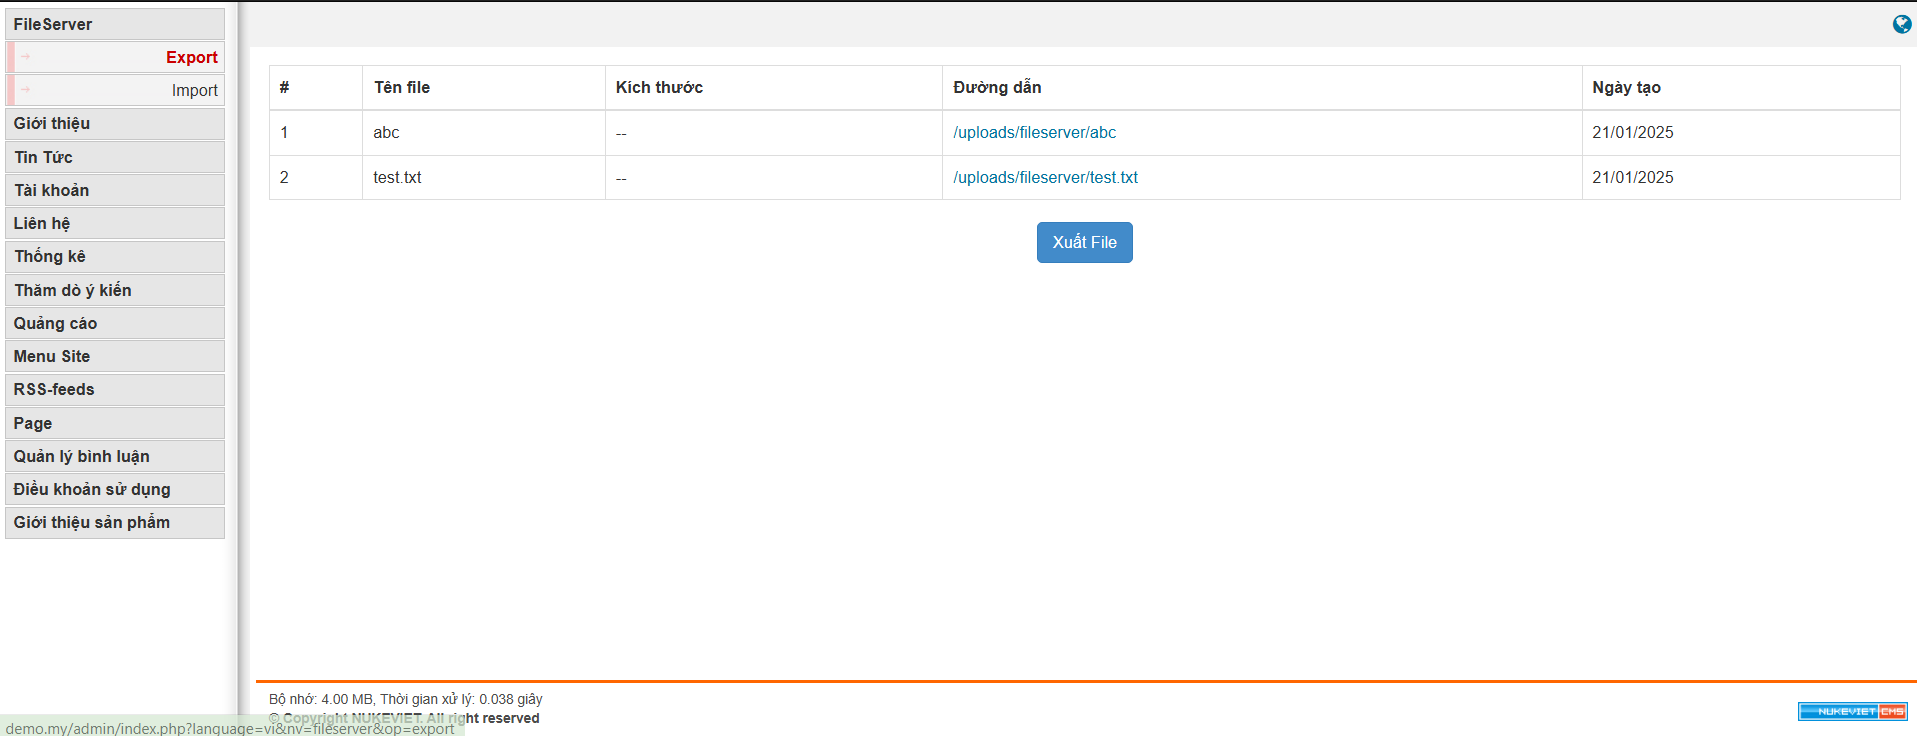 FileServer
Export
Import
Giới thiệu
Tin Tức
Tài khoản
Liên hệ
Thống kê
Thăm dò ý kiến
Quảng cáo
Menu Site
RSS-feeds
Page
Quản lý bình luận
Điều khoản sử dụng
Giới thiệu sản phẩm
# Tên file Kích thước Đường dẫn Ngày tạo
1 abc -- /uploads/fileserver/abc 21/01/2025
2 test.txt -- /uploads/fileserver/test.txt 21/01/2025
Xuất File
Bộ nhớ: 4.00 MB, Thời gian xử lý: 0.038 giây
© Copyright NUKEVIET. All right reserved
NUKEVIET CMS
demo.my/admin/index.php?language=vi&nv=fileserver&op=export